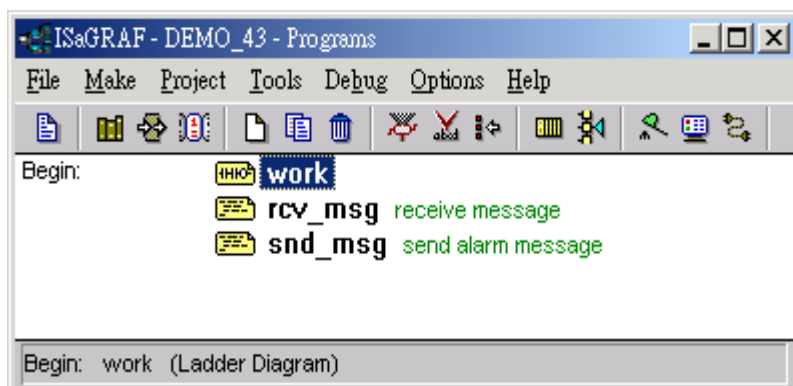 ISaGRAF - DEMO_43 - Programs
File Make Project Tools Debug Options Help
Begin: work
rcv_msg receive message
snd_msg send alarm message
Begin: work (Ladder Diagram)